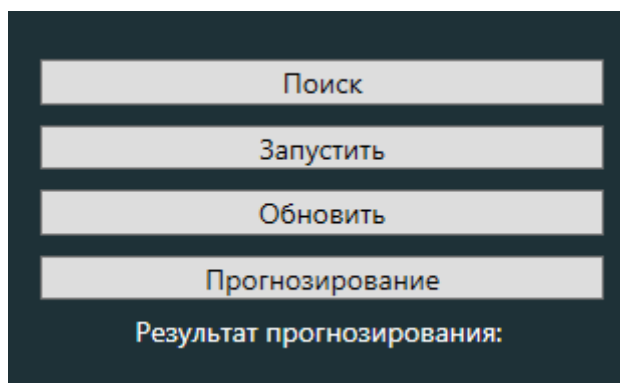 Поиск
Запустить
Обновить
Прогнозирование
Результат прогнозирования: